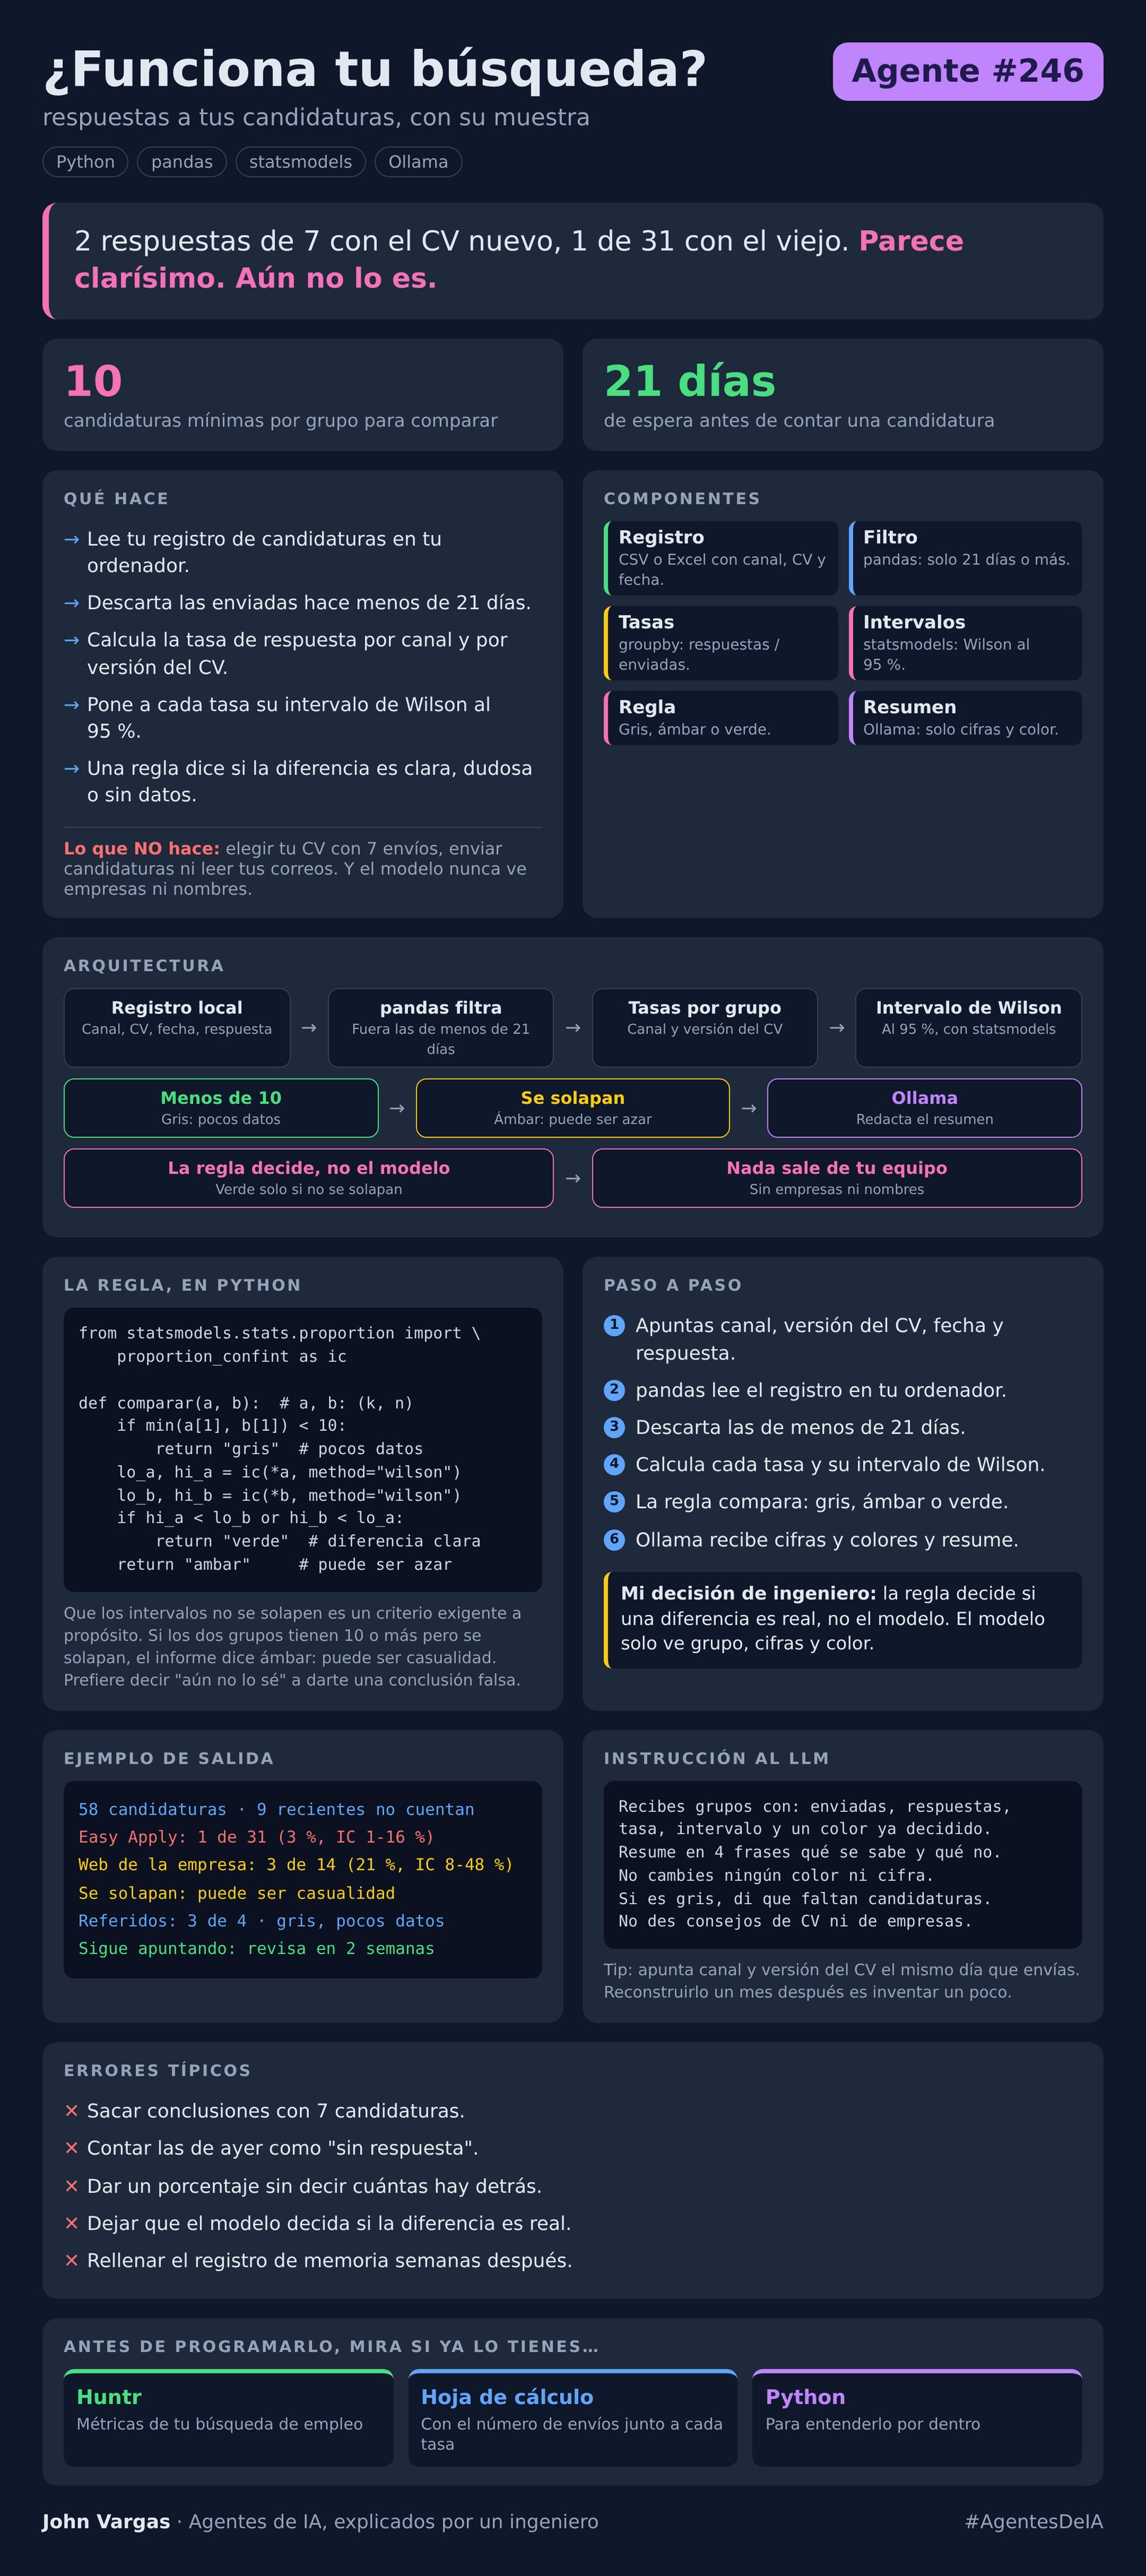 ¿Funciona tu búsqueda?
Agente #246
respuestas a tus candidaturas, con su muestra
Python
pandas
statsmodels
Ollama
2 respuestas de 7 con el CV nuevo, 1 de 31 con el viejo. Parece
clarísimo. Aún no lo es.
10
candidaturas mínimas por grupo para comparar
21 días
de espera antes de contar una candidatura
QUÉ HACE
→ Lee tu registro de candidaturas en tu
ordenador.
→ Descarta las enviadas hace menos de 21 días.
→ Calcula la tasa de respuesta por canal y por
versión del CV.
→ Pone a cada tasa su intervalo de Wilson al
95 %.
→ Una regla dice si la diferencia es clara, dudosa
o sin datos.
Lo que NO hace: elegir tu CV con 7 envíos, enviar
candidaturas ni leer tus correos. Y el modelo nunca ve
empresas ni nombres.
COMPONENTES
Registro
CSV o Excel con canal, CV y
fecha.
Filtro
pandas: solo 21 días o más.
Tasas
groupby: respuestas /
enviadas.
Intervalos
statsmodels: Wilson al
95 %.
Regla
Gris, ámbar o verde.
Resumen
Ollama: solo cifras y color.
ARQUITECTURA
Registro local
Canal, CV, fecha, respuesta
→
pandas filtra
Fuera las de menos de 21
días
→
Tasas por grupo
Canal y versión del CV
→
Intervalo de Wilson
Al 95 %, con statsmodels
Menos de 10
Gris: pocos datos
→
Se solapan
Ámbar: puede ser azar
→
Ollama
Redacta el resumen
La regla decide, no el modelo
Verde solo si no se solapan
→
Nada sale de tu equipo
Sin empresas ni nombres
LA REGLA, EN PYTHON
from statsmodels.stats.proportion import \
    proportion_confint as ic
def comparar(a, b):  # a, b: (k, n)
    if min(a[1], b[1]) < 10:
        return "gris"  # pocos datos
    lo_a, hi_a = ic(*a, method="wilson")
    lo_b, hi_b = ic(*b, method="wilson")
    if hi_a < lo_b or hi_b < lo_a:
        return "verde"  # diferencia clara
    return "ambar"     # puede ser azar
Que los intervalos no se solapen es un criterio exigente a
propósito. Si los dos grupos tienen 10 o más pero se
solapan, el informe dice ámbar: puede ser casualidad.
Prefiere decir "aún no lo sé" a darte una conclusión falsa.
PASO A PASO
1 Apuntas canal, versión del CV, fecha y
respuesta.
2 pandas lee el registro en tu ordenador.
3 Descarta las de menos de 21 días.
4 Calcula cada tasa y su intervalo de Wilson.
5 La regla compara: gris, ámbar o verde.
6 Ollama recibe cifras y colores y resume.
Mi decisión de ingeniero: la regla decide si
una diferencia es real, no el modelo. El modelo
solo ve grupo, cifras y color.
EJEMPLO DE SALIDA
58 candidaturas · 9 recientes no cuentan
Easy Apply: 1 de 31 (3 %, IC 1-16 %)
Web de la empresa: 3 de 14 (21 %, IC 8-48 %)
Se solapan: puede ser casualidad
Referidos: 3 de 4 · gris, pocos datos
Sigue apuntando: revisa en 2 semanas
INSTRUCCIÓN AL LLM
Recibes grupos con: enviadas, respuestas,
tasa, intervalo y un color ya decidido.
Resume en 4 frases qué se sabe y qué no.
No cambies ningún color ni cifra.
Si es gris, di que faltan candidaturas.
No des consejos de CV ni de empresas.
Tip: apunta canal y versión del CV el mismo día que envías.
Reconstruirlo un mes después es inventar un poco.
ERRORES TÍPICOS
✕ Sacar conclusiones con 7 candidaturas.
✕ Contar las de ayer como "sin respuesta".
✕ Dar un porcentaje sin decir cuántas hay detrás.
✕ Dejar que el modelo decida si la diferencia es real.
✕ Rellenar el registro de memoria semanas después.
ANTES DE PROGRAMARLO, MIRA SI YA LO TIENES…
Huntr
Métricas de tu búsqueda de empleo
Hoja de cálculo
Con el número de envíos junto a cada
tasa
Python
Para entenderlo por dentro
John Vargas · Agentes de IA, explicados por un ingeniero
#AgentesDeIA